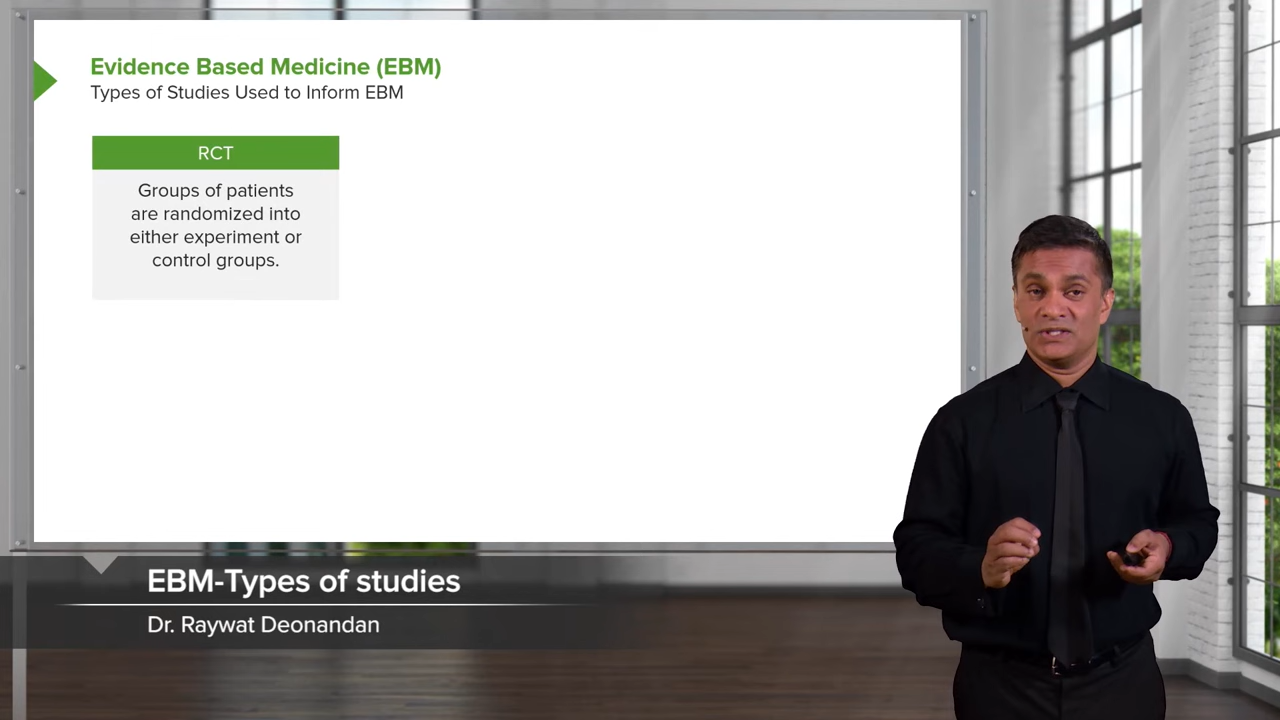 Evidence Based Medicine (EBM)
Types of Studies Used to Inform EBM
RCT
Groups of patients
are randomized into
either experiment or
control groups.
EBM-Types of studies
Dr. Raywat Deonandan